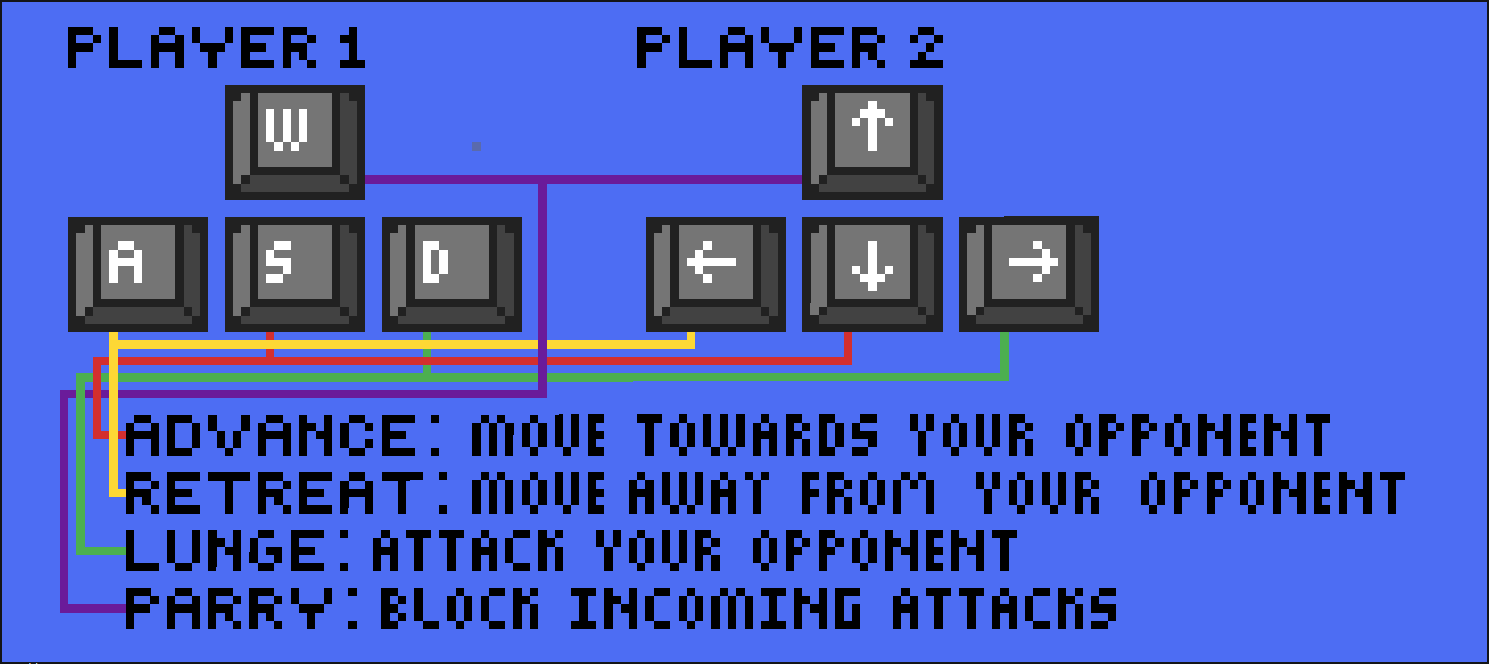 PLAYER 1 PLAYER 2
W ↑
A S D ← ↓ →
ADVANCE: MOVE TOWARDS YOUR OPPONENT
RETREAT: MOVE AWAY FROM YOUR OPPONENT
LUNGE: ATTACK YOUR OPPONENT
PARRY: BLOCK INCOMING ATTACKS